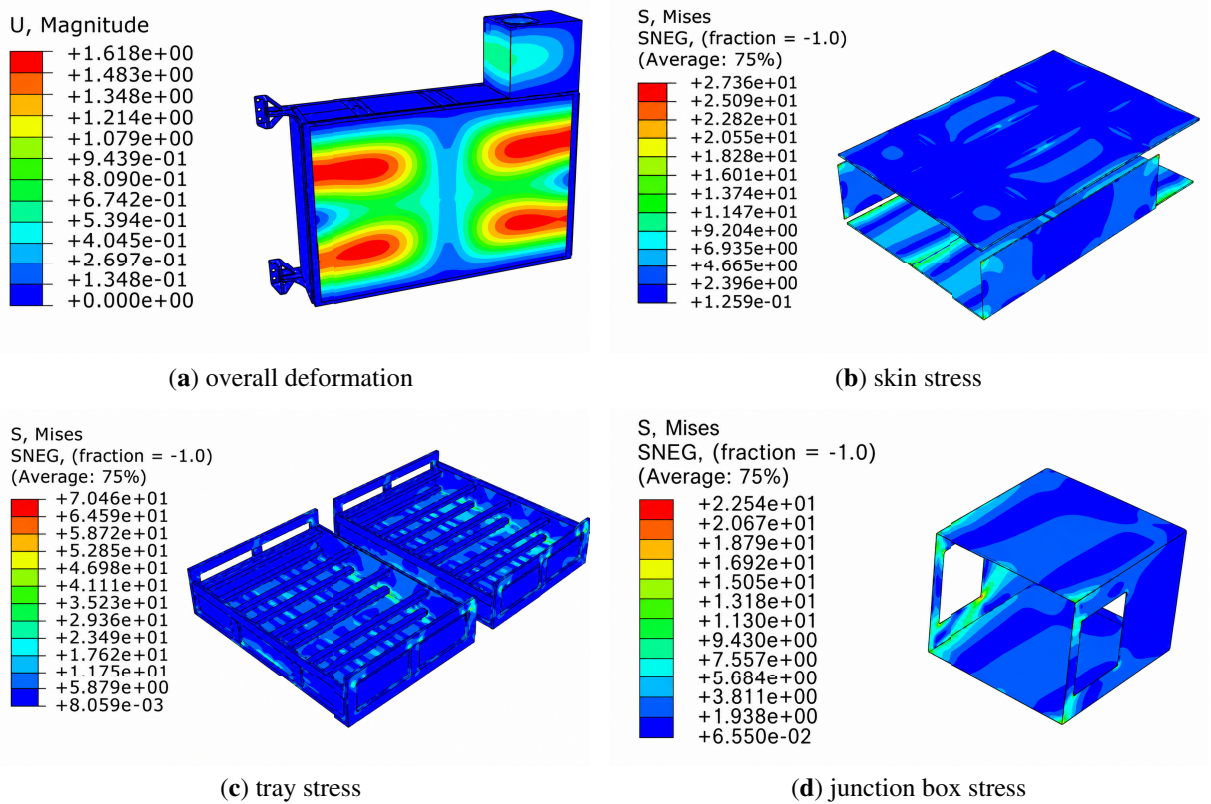 U, Magnitude
+1.618e+00
+1.483e+00
+1.348e+00
+1.214e+00
+1.079e+00
+9.439e-01
+8.090e-01
+6.742e-01
+5.394e-01
+4.045e-01
+2.697e-01
+1.348e-01
+0.000e+00
(a) overall deformation
S, Mises
SNEG, (fraction = -1.0)
(Average: 75%)
+2.736e+01
+2.509e+01
+2.282e+01
+2.055e+01
+1.828e+01
+1.601e+01
+1.374e+01
+1.147e+01
+9.204e+00
+6.935e+00
+4.665e+00
+2.396e+00
+1.259e-01
(b) skin stress
S, Mises
SNEG, (fraction = -1.0)
(Average: 75%)
+7.046e+01
+6.459e+01
+5.872e+01
+5.285e+01
+4.698e+01
+4.111e+01
+3.523e+01
+2.936e+01
+2.349e+01
+1.762e+01
+1.175e+01
+5.879e+00
+8.059e-03
(c) tray stress
S, Mises
SNEG, (fraction = -1.0)
(Average: 75%)
+2.254e+01
+2.067e+01
+1.879e+01
+1.692e+01
+1.505e+01
+1.318e+01
+1.130e+01
+9.430e+00
+7.557e+00
+5.684e+00
+3.811e+00
+1.938e+00
+6.550e-02
(d) junction box stress